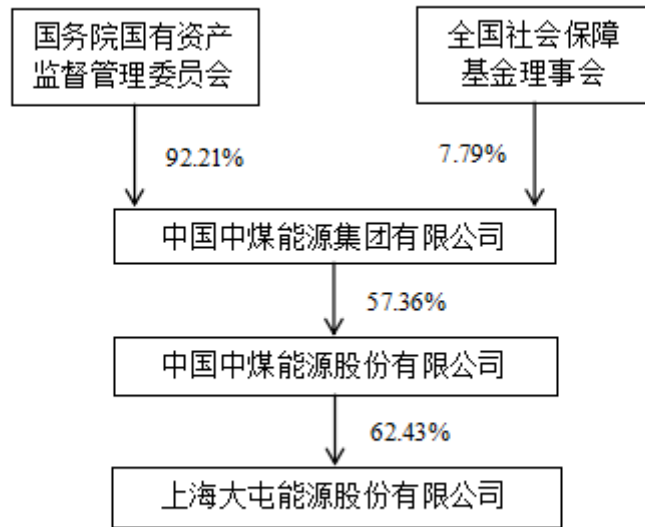 国务院国有资产
监督管理委员会
全国社会保障
基金理事会
92.21%
7.79%
中国中煤能源集团有限公司
57.36%
中国中煤能源股份有限公司
62.43%
上海大屯能源股份有限公司